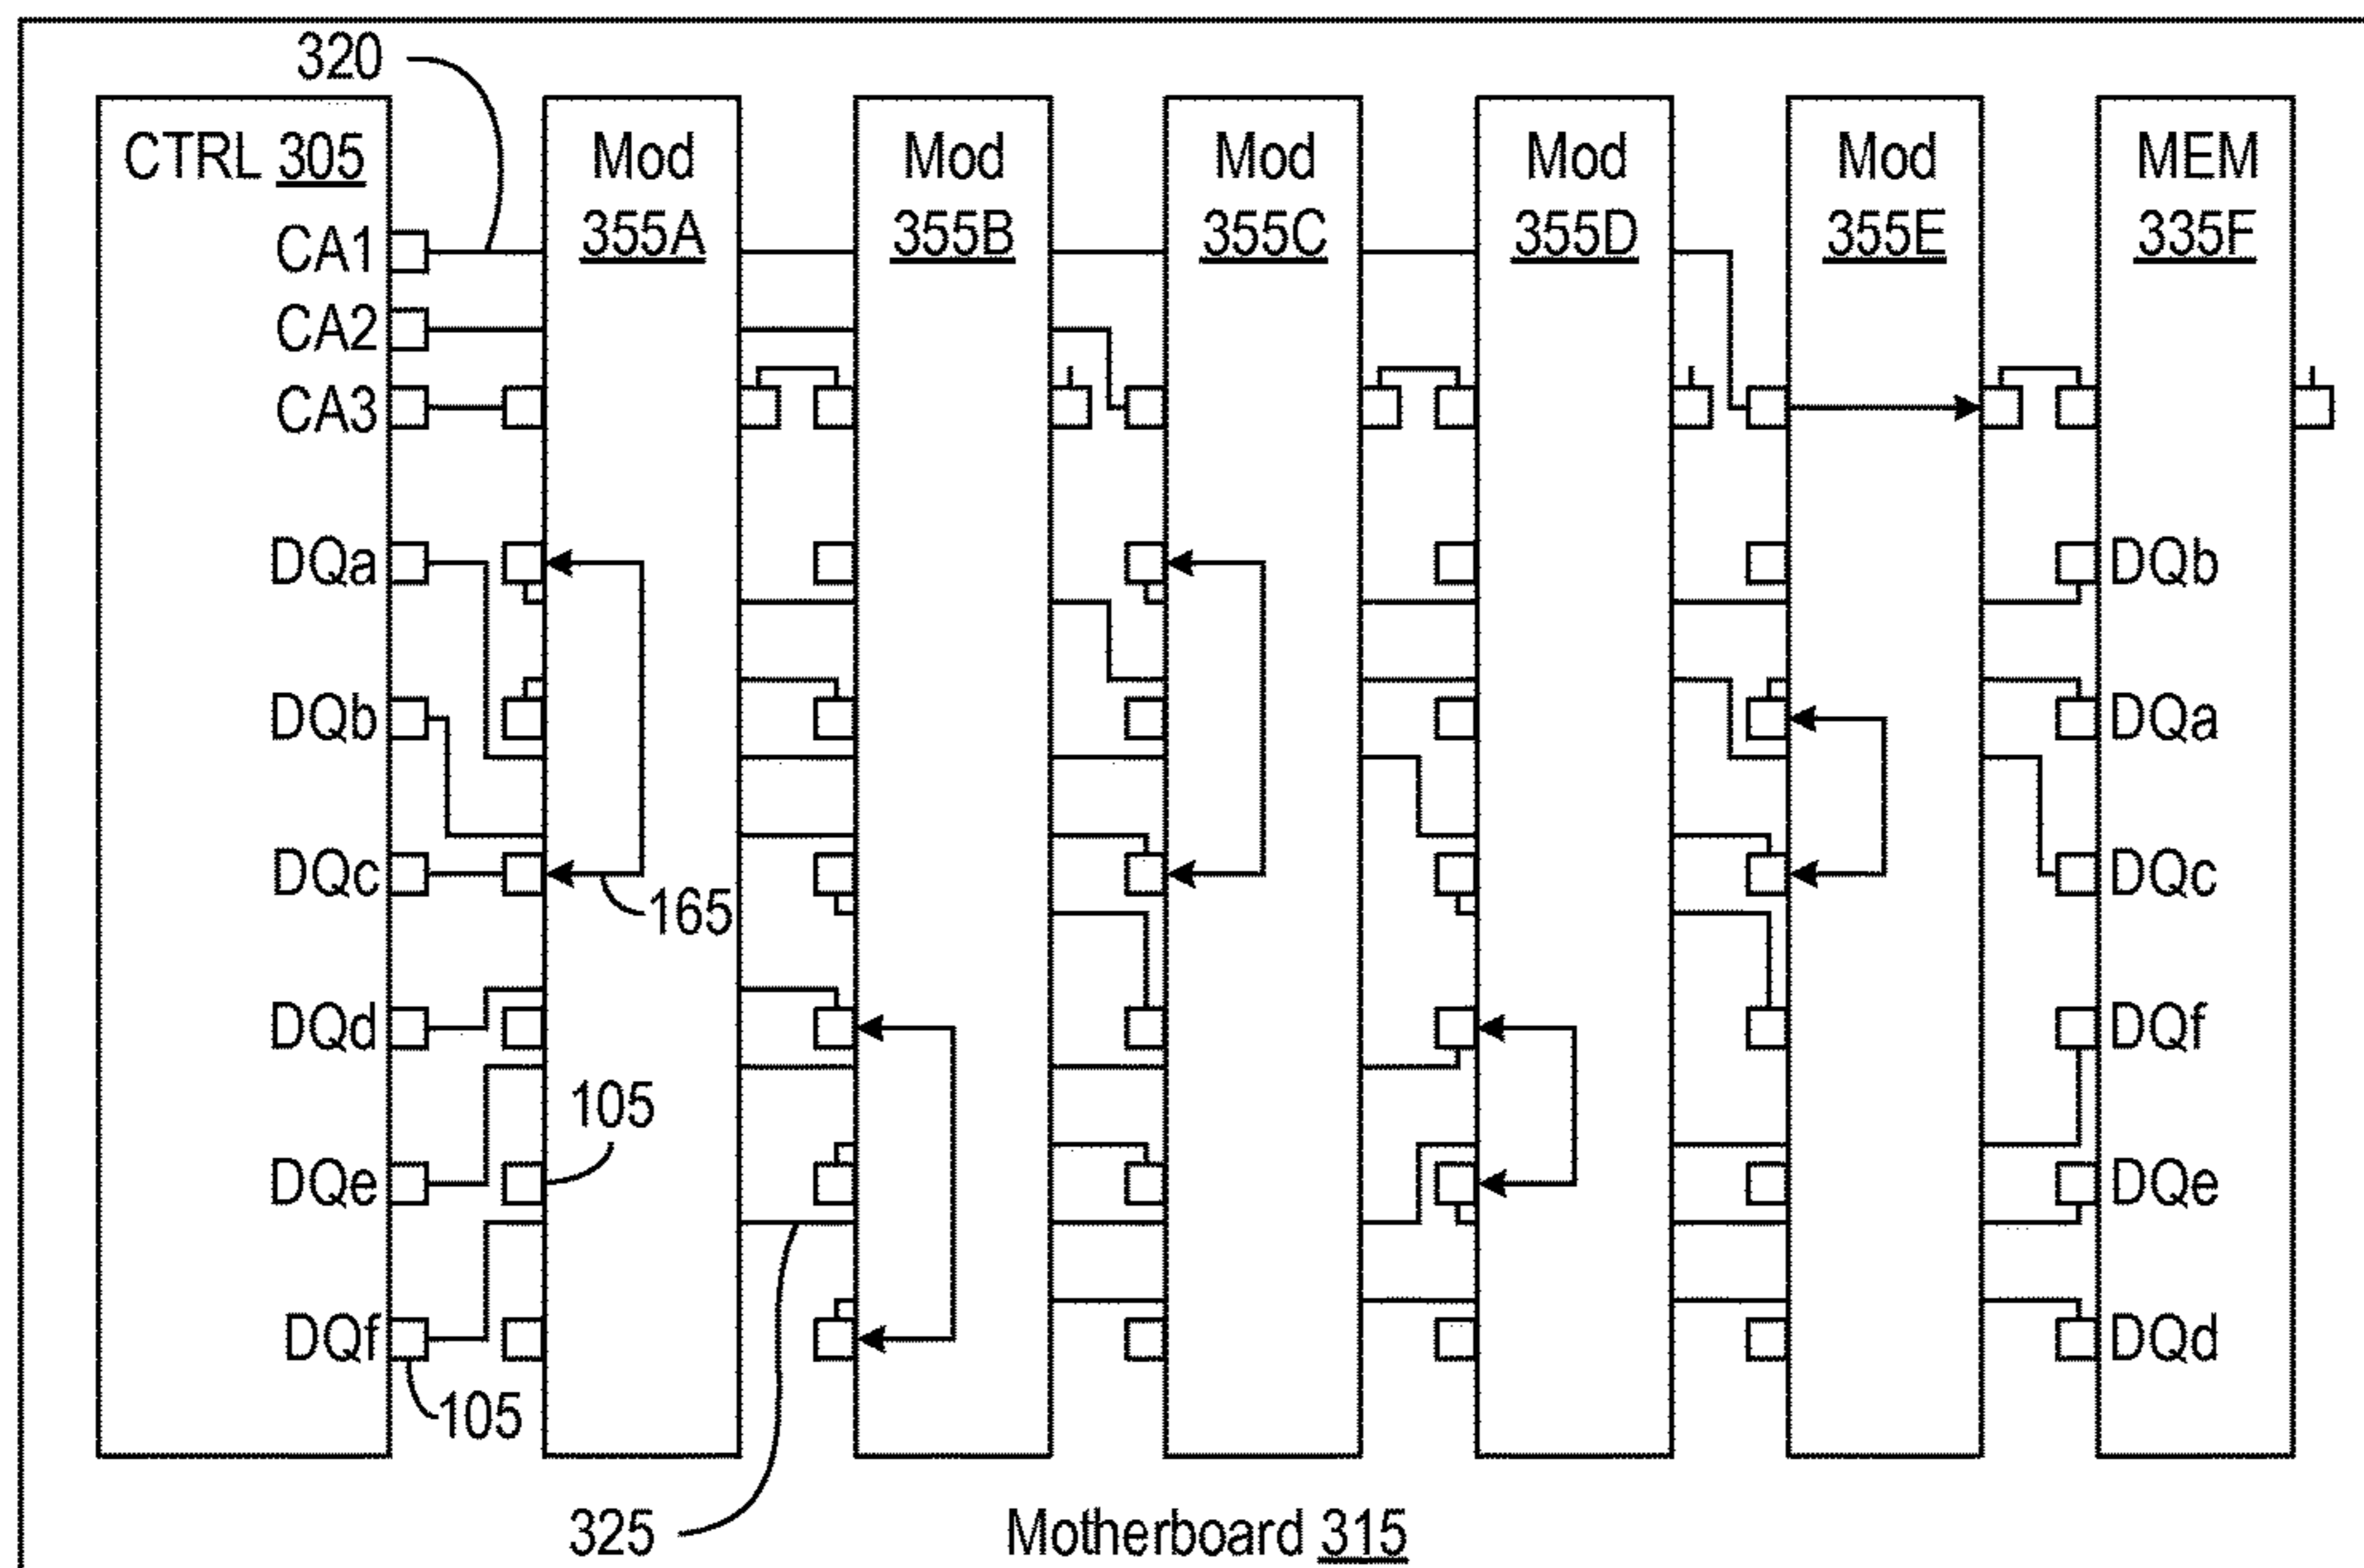 320
CTRL 305
Mod 355A
Mod 355B
Mod 355C
Mod 355D
Mod 355E
MEM 335F
CA1
CA2
CA3
DQa
DQb
DQb
DQa
DQc
DQc
165
DQd
DQf
105
DQe
DQe
DQf
DQd
105
325
Motherboard 315